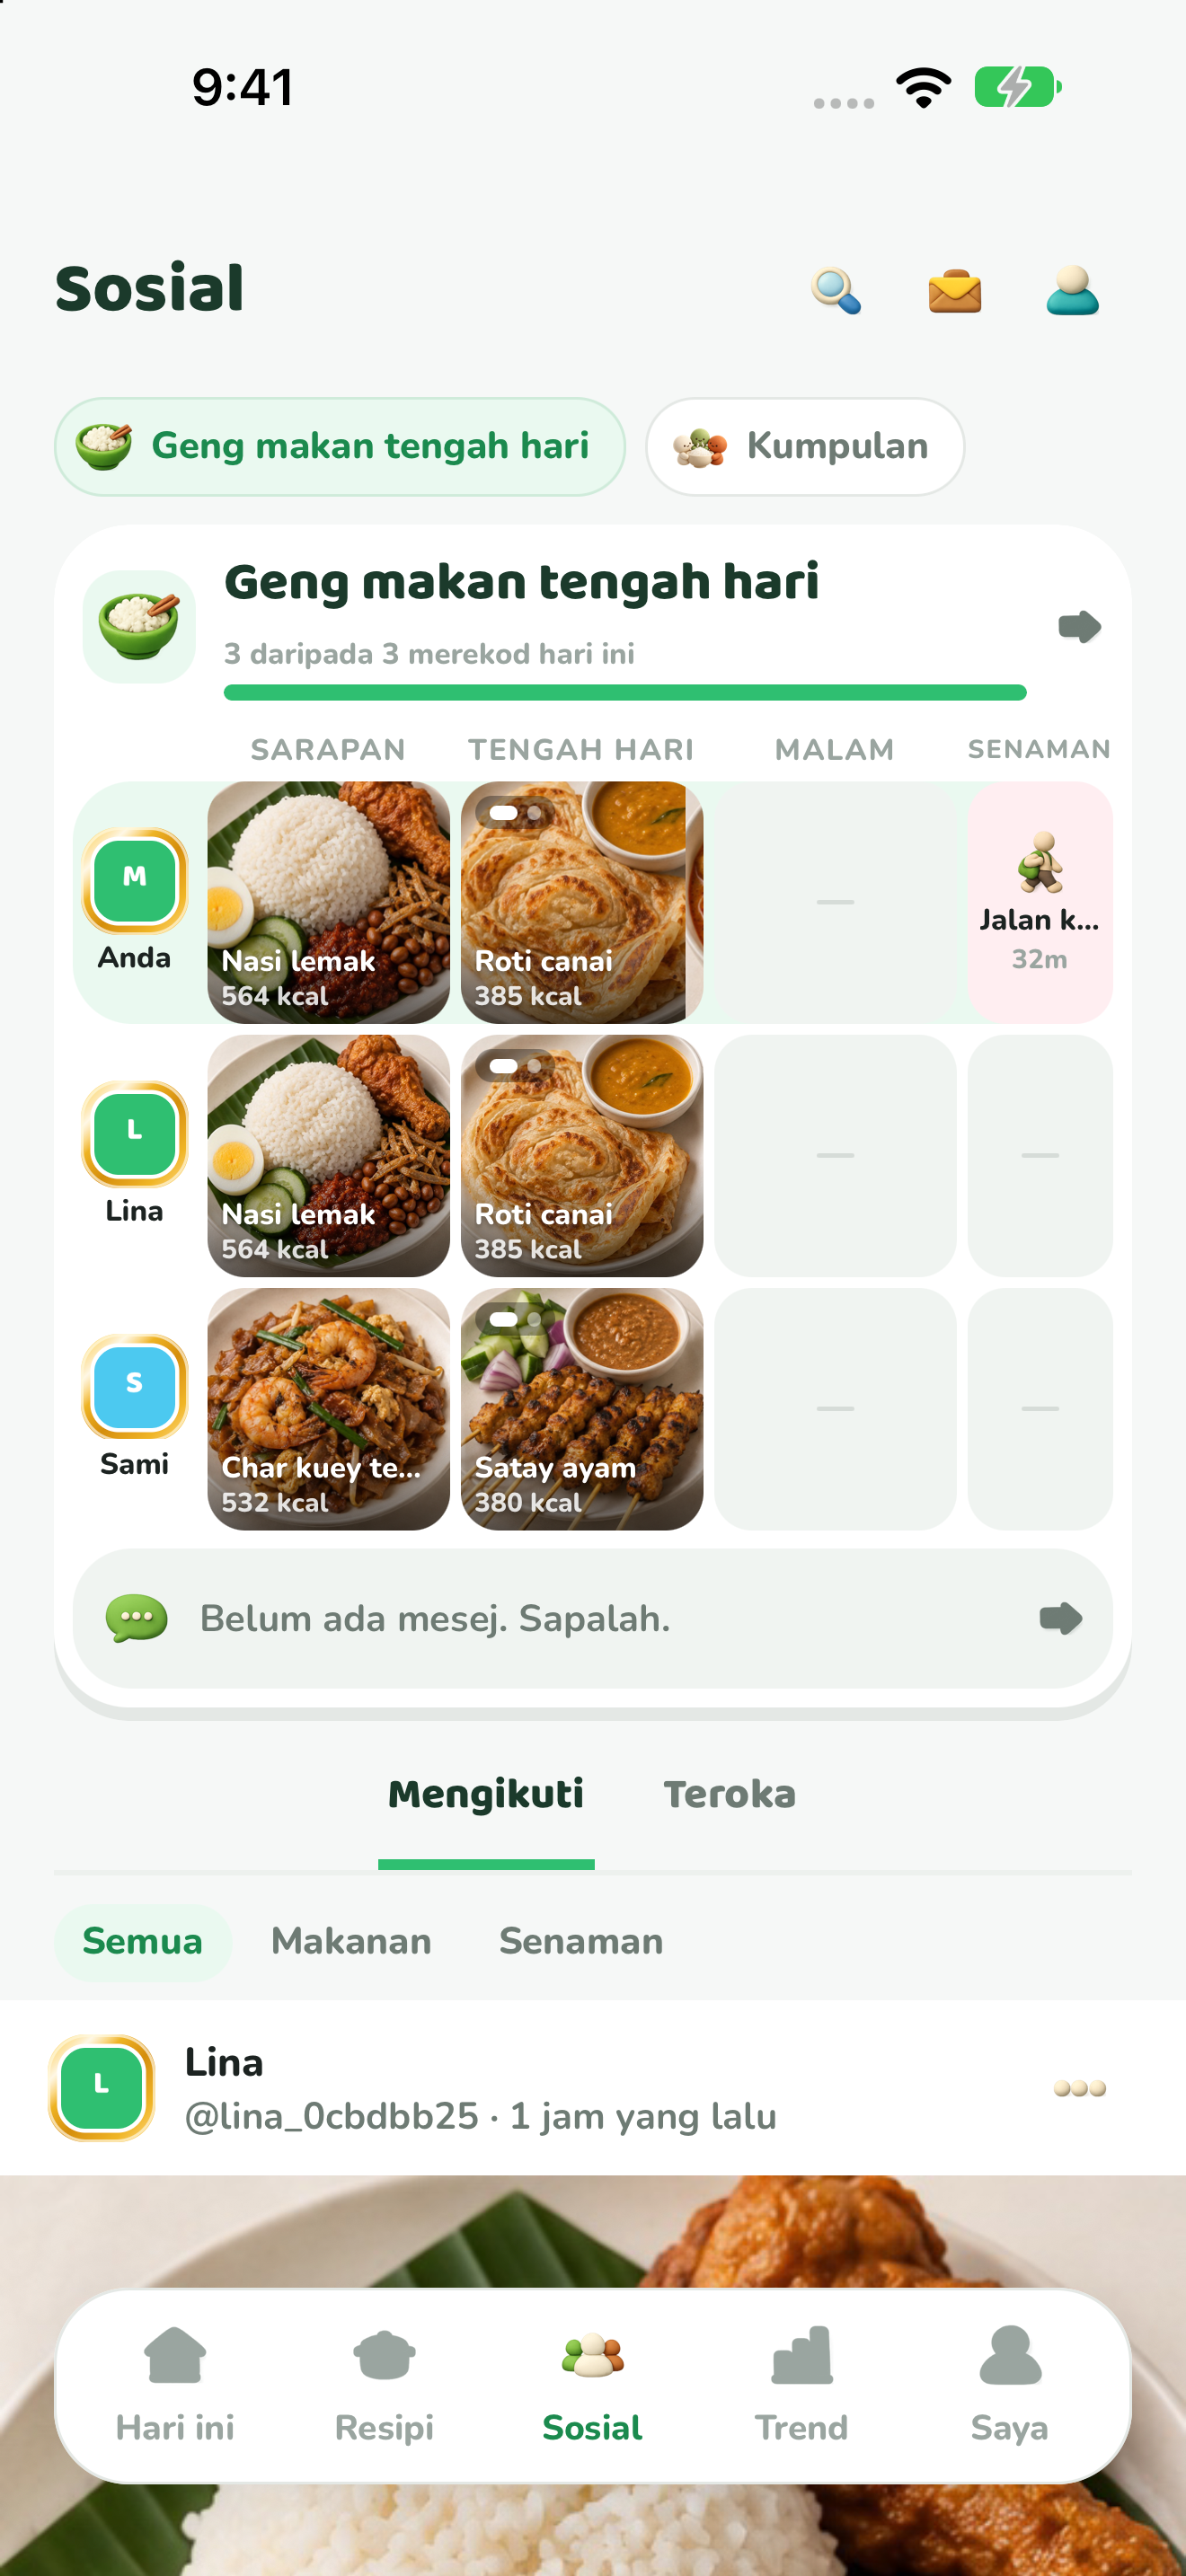 9:41
Sosial
Geng makan tengah hari
Kumpulan
Geng makan tengah hari
3 daripada 3 merekod hari ini
SARAPAN TENGAH HARI MALAM SENAMAN
M
Anda
Nasi lemak
564 kcal
Roti canai
385 kcal
—
Jalan k...
32m
L
Lina
Nasi lemak
564 kcal
Roti canai
385 kcal
—
—
S
Sami
Char kuey te...
532 kcal
Satay ayam
380 kcal
—
—
Belum ada mesej. Sapalah.
Mengikuti Teroka
Semua Makanan Senaman
L
Lina
@lina_0cbdbb25 · 1 jam yang lalu
Hari ini Resipi Sosial Trend Saya